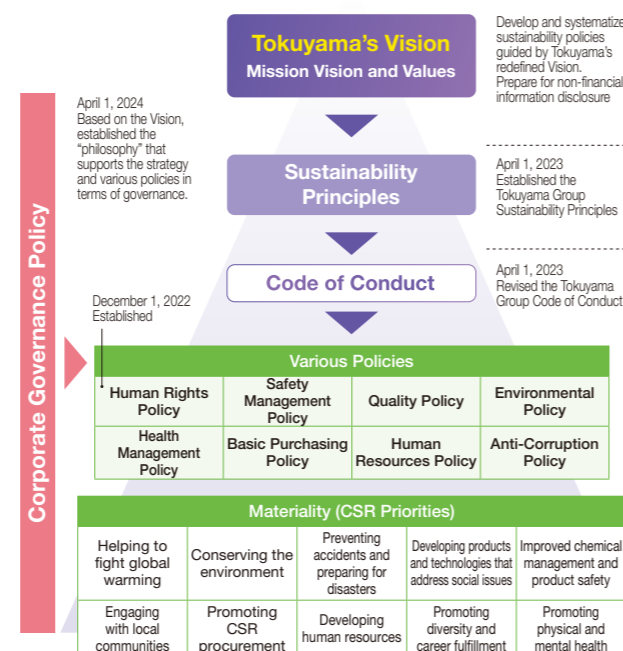 Tokuyama's Vision
Mission Vision and Values
Develop and systematize
sustainability policies
guided by Tokuyama's
redefined Vision.
Prepare for non-financial
information disclosure
April 1, 2024
Based on the Vision,
established the
"philosophy" that
supports the strategy
and various policies in
terms of governance.
Sustainability
Principles
April 1, 2023
Established the
Tokuyama Group
Sustainability Principles
Code of Conduct
April 1, 2023
Revised the Tokuyama
Group Code of Conduct
Corporate Governance Policy
December 1, 2022
Established
Various Policies
Human Rights
Policy
Safety
Management
Policy
Quality Policy
Environmental
Policy
Health
Management
Policy
Basic Purchasing
Policy
Human
Resources Policy
Anti-Corruption
Policy
Materiality (CSR Priorities)
Helping to
fight global
warming
Conserving the
environment
Preventing
accidents and
preparing for
disasters
Developing products
and technologies that
address social issues
Improved chemical
management and
product safety
Engaging
with local
communities
Promoting
CSR
procurement
Developing
human resources
Promoting
diversity and
career fulfillment
Promoting
physical and
mental health